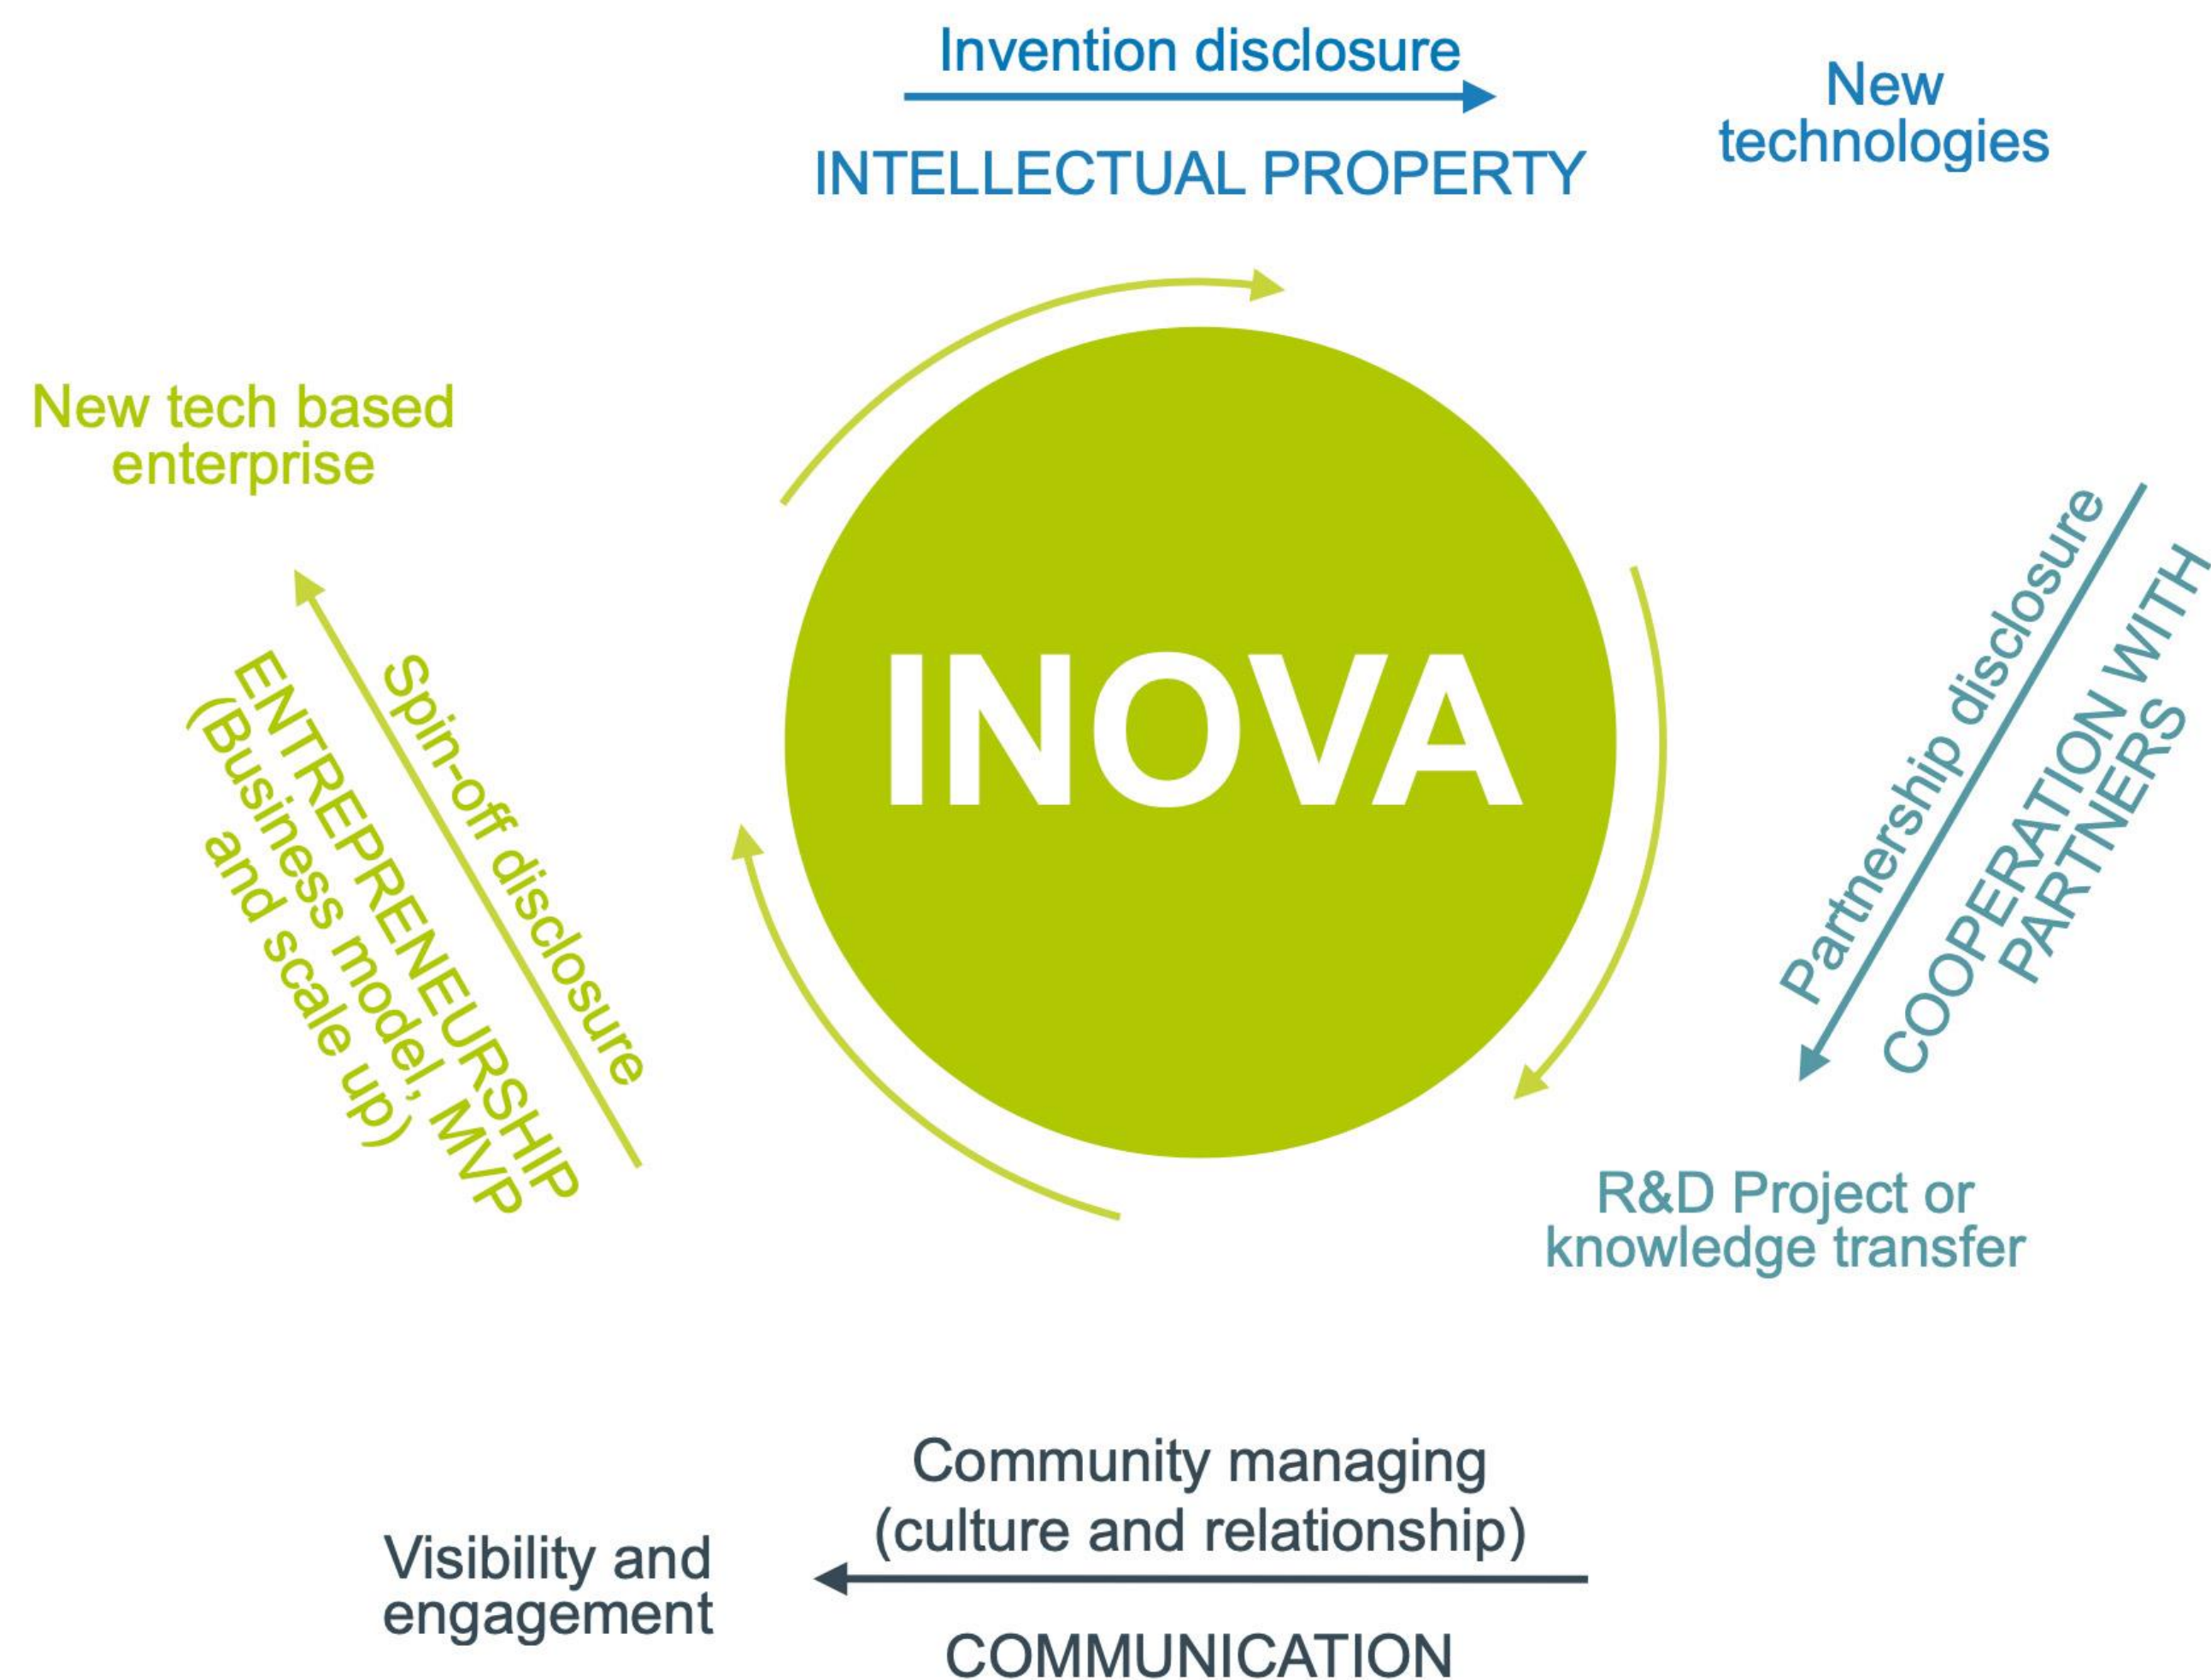 Invention disclosure
INTELLECTUAL PROPERTY
New
technologies
New tech based
enterprise
INOVA
Partnership disclosure
COOPERATION WITH
PARTNERS
Spin-off disclosure
ENTREPRENEURSHIP
(Business model, MVP
and scale up)
R&D Project or
knowledge transfer
Community managing
(culture and relationship)
COMMUNICATION
Visibility and
engagement